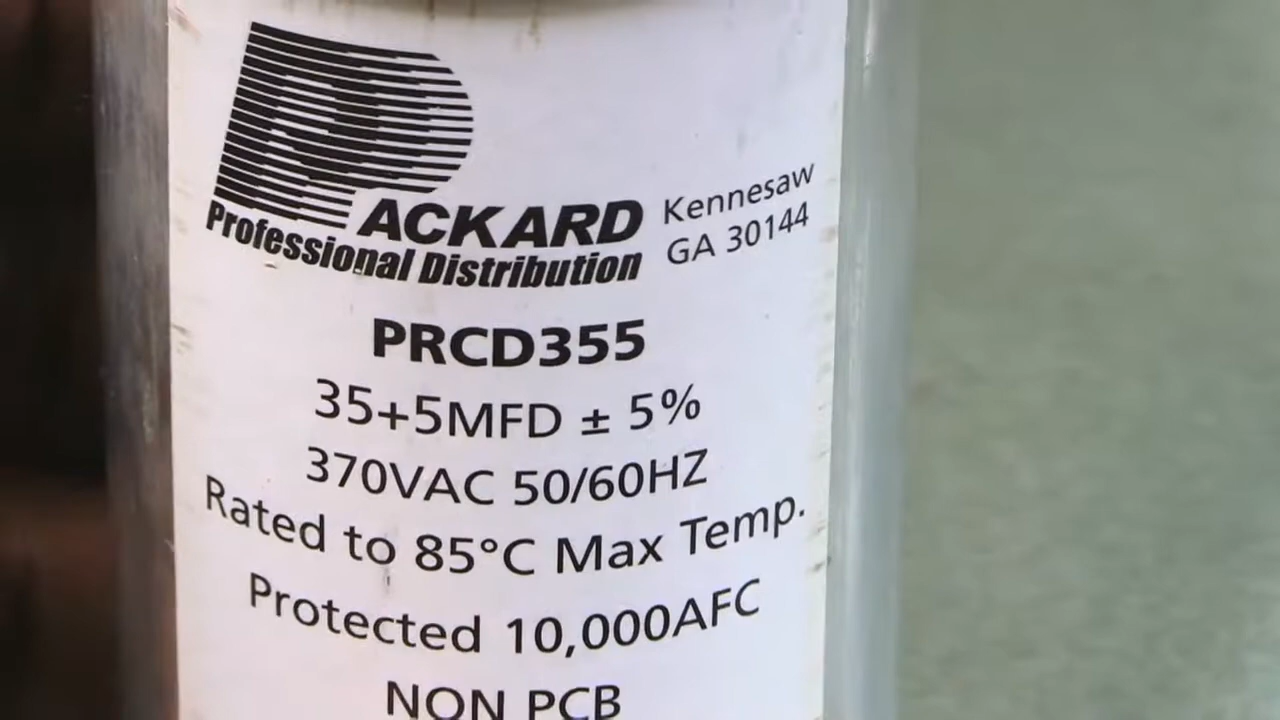 PACKARD
Professional Distribution
Kennesaw
GA 30144
PRCD355
35+5MFD ± 5%
370VAC 50/60HZ
Rated to 85°C Max Temp.
Protected 10,000AFC
NON PCB